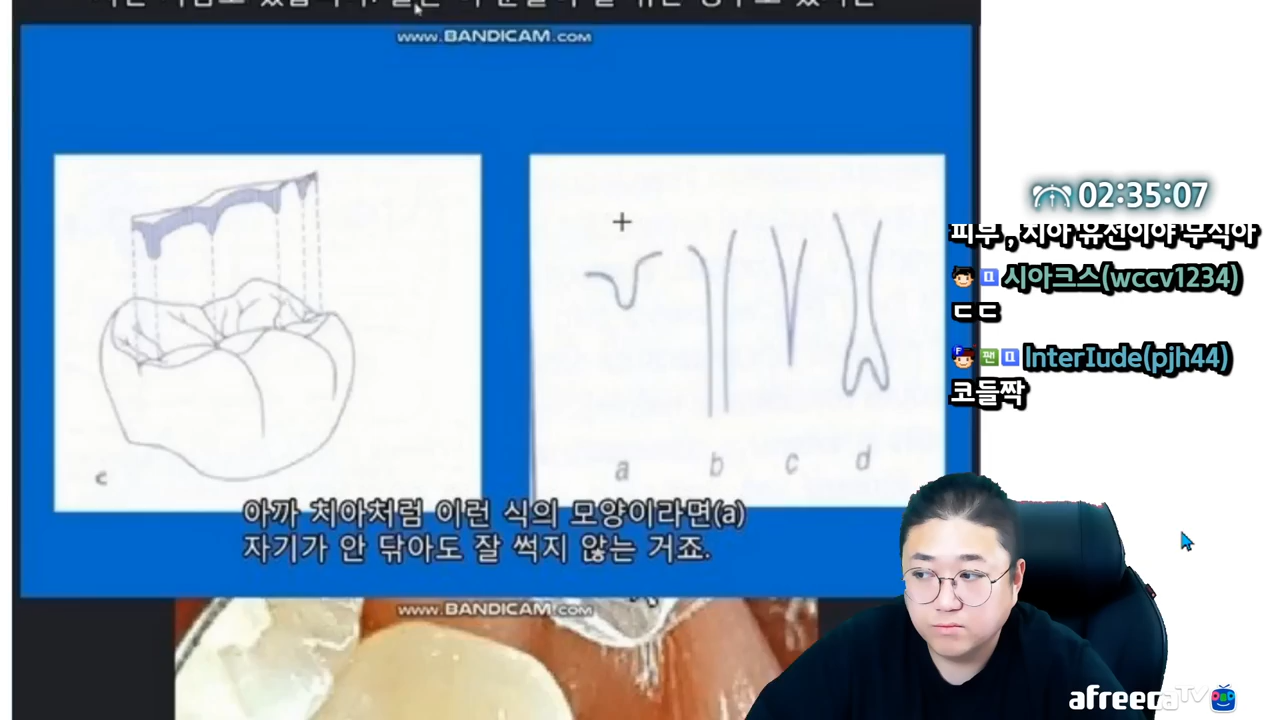 www.BANDICAM.com
c
a b c d
아까 치아처럼 이런 식의 모양이라면(a)
자기가 안 닦아도 잘 썩지 않는 거죠.
www.BANDICAM.com
02:35:07
피부 , 치아 유전이야 무식아
시아크스(wccv1234)
ㄷㄷ
팬 InterIude(pjh44)
코들짝
afreecaTV